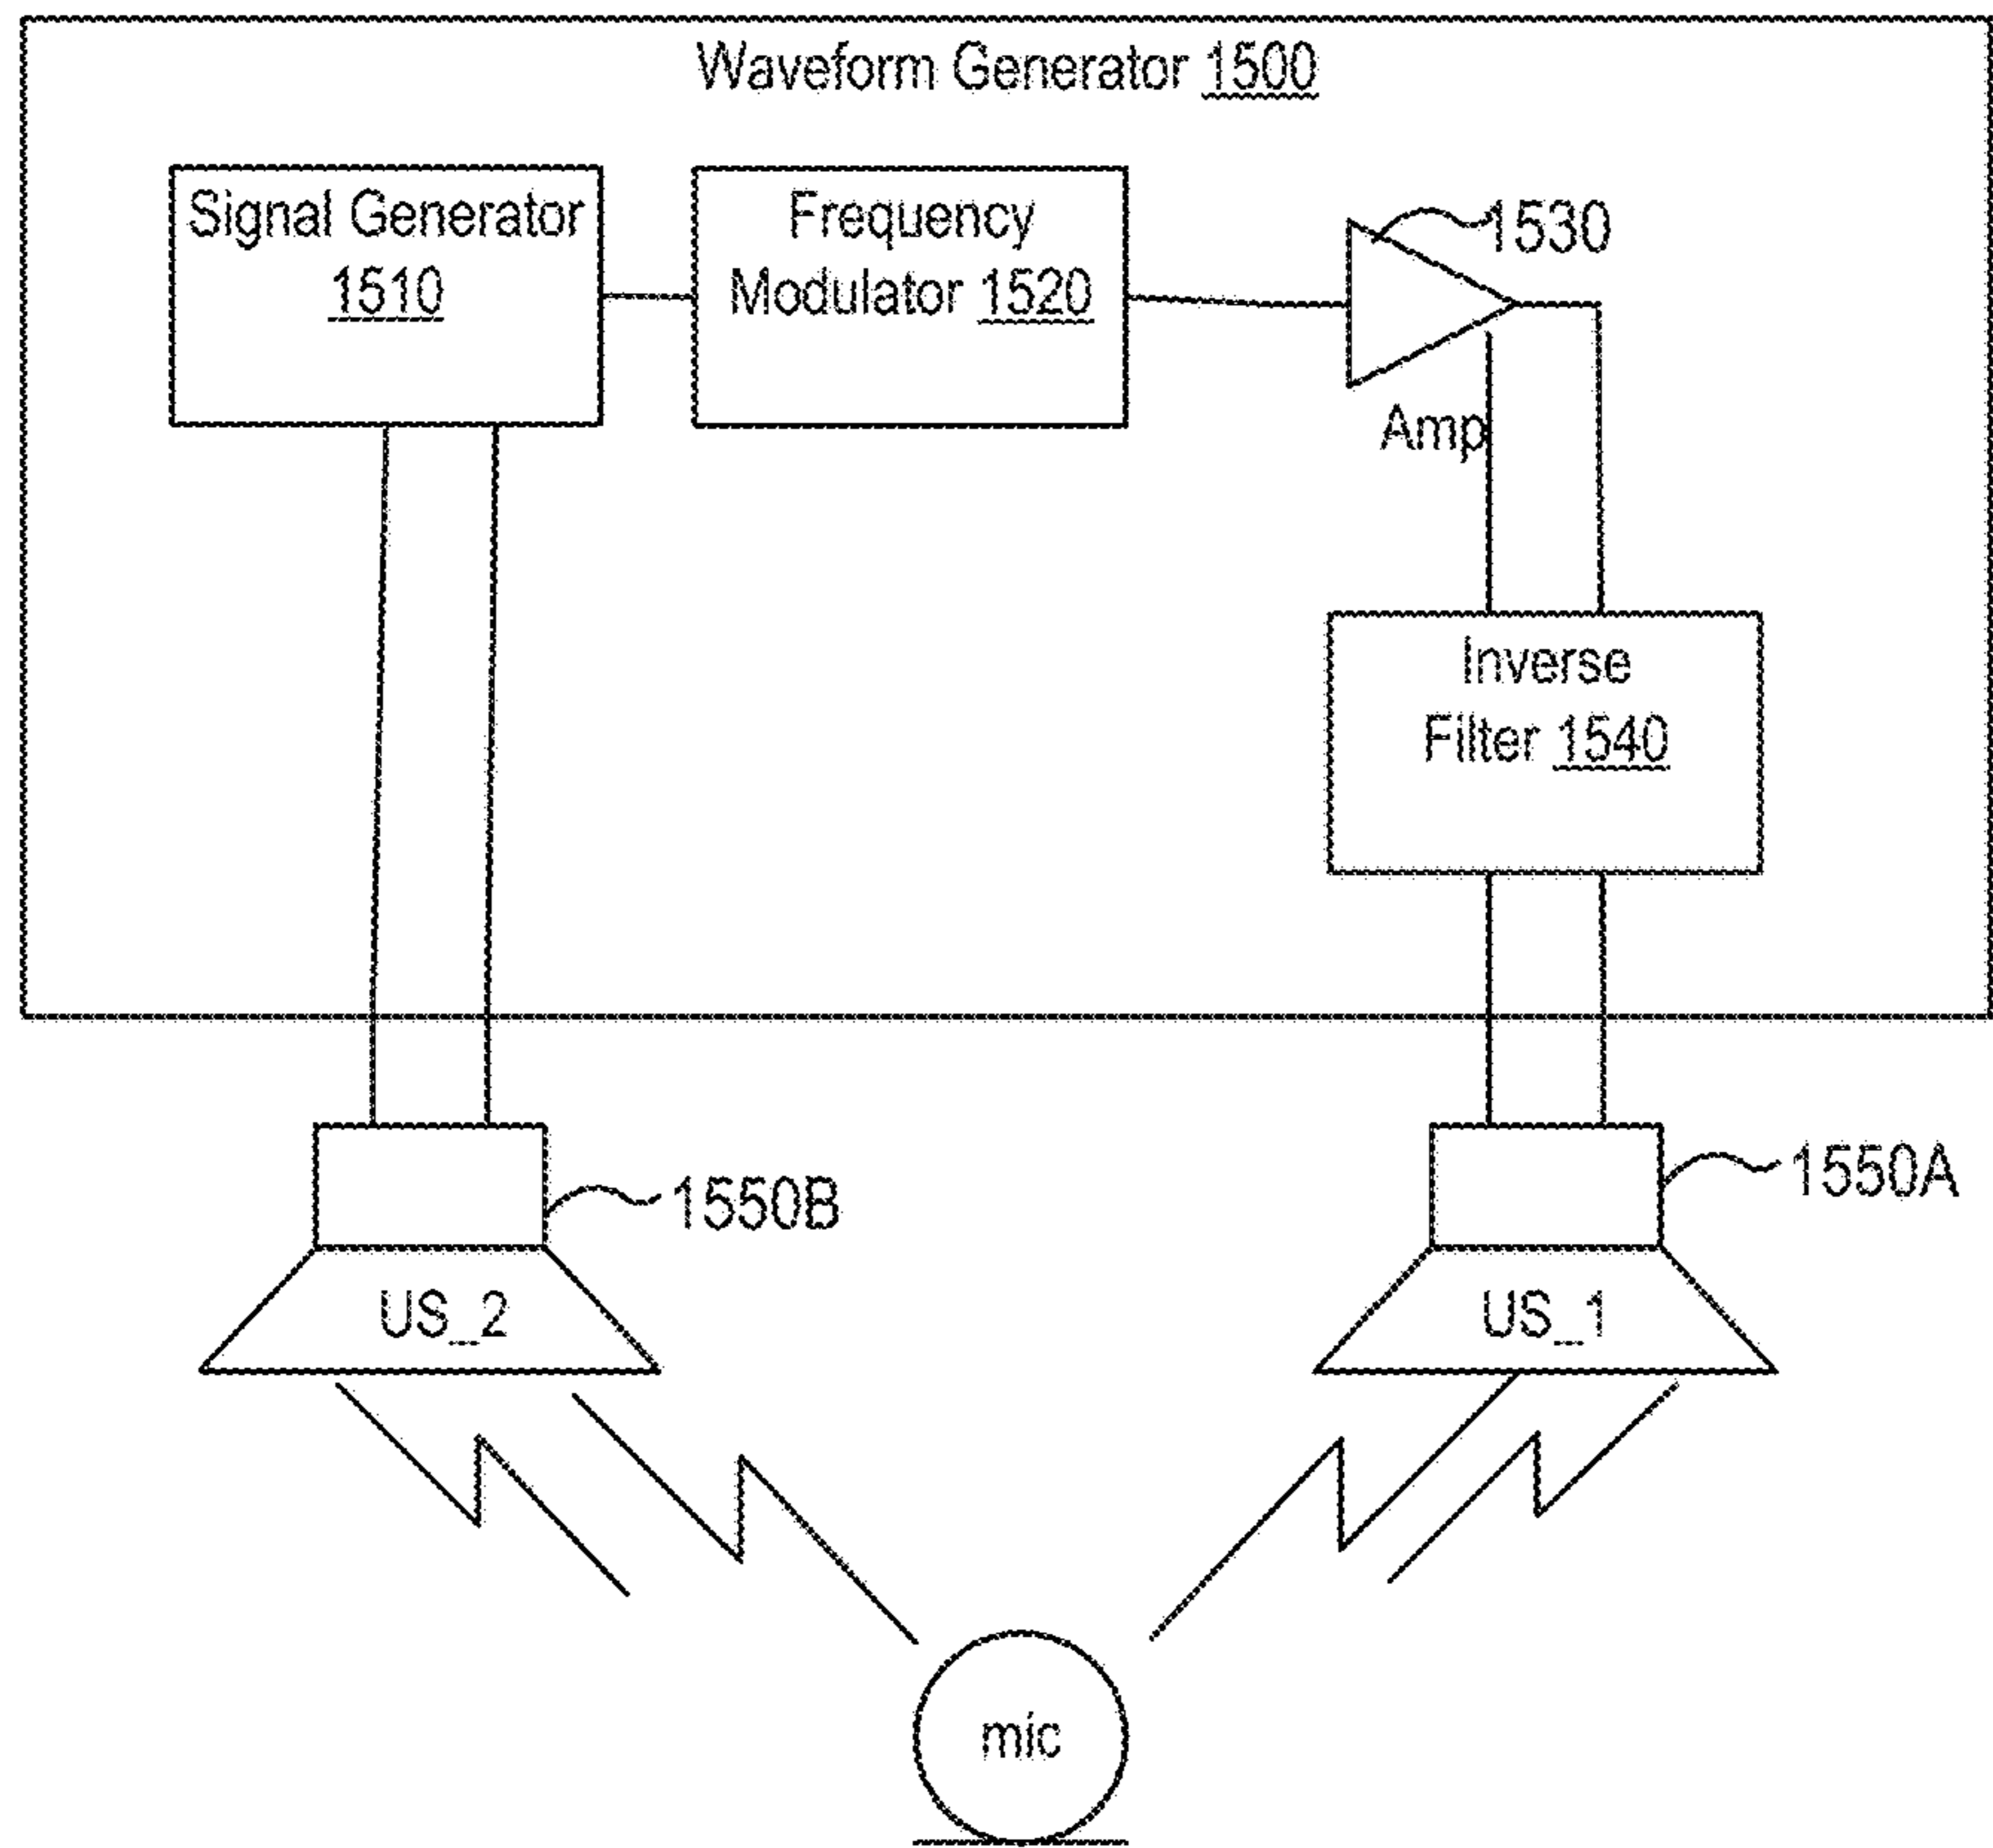 Waveform Generator 1500
Signal Generator
1510
Frequency
Modulator 1520
1530
Amp
Inverse
Filter 1540
1550B
1550A
US_2
US_1
mic